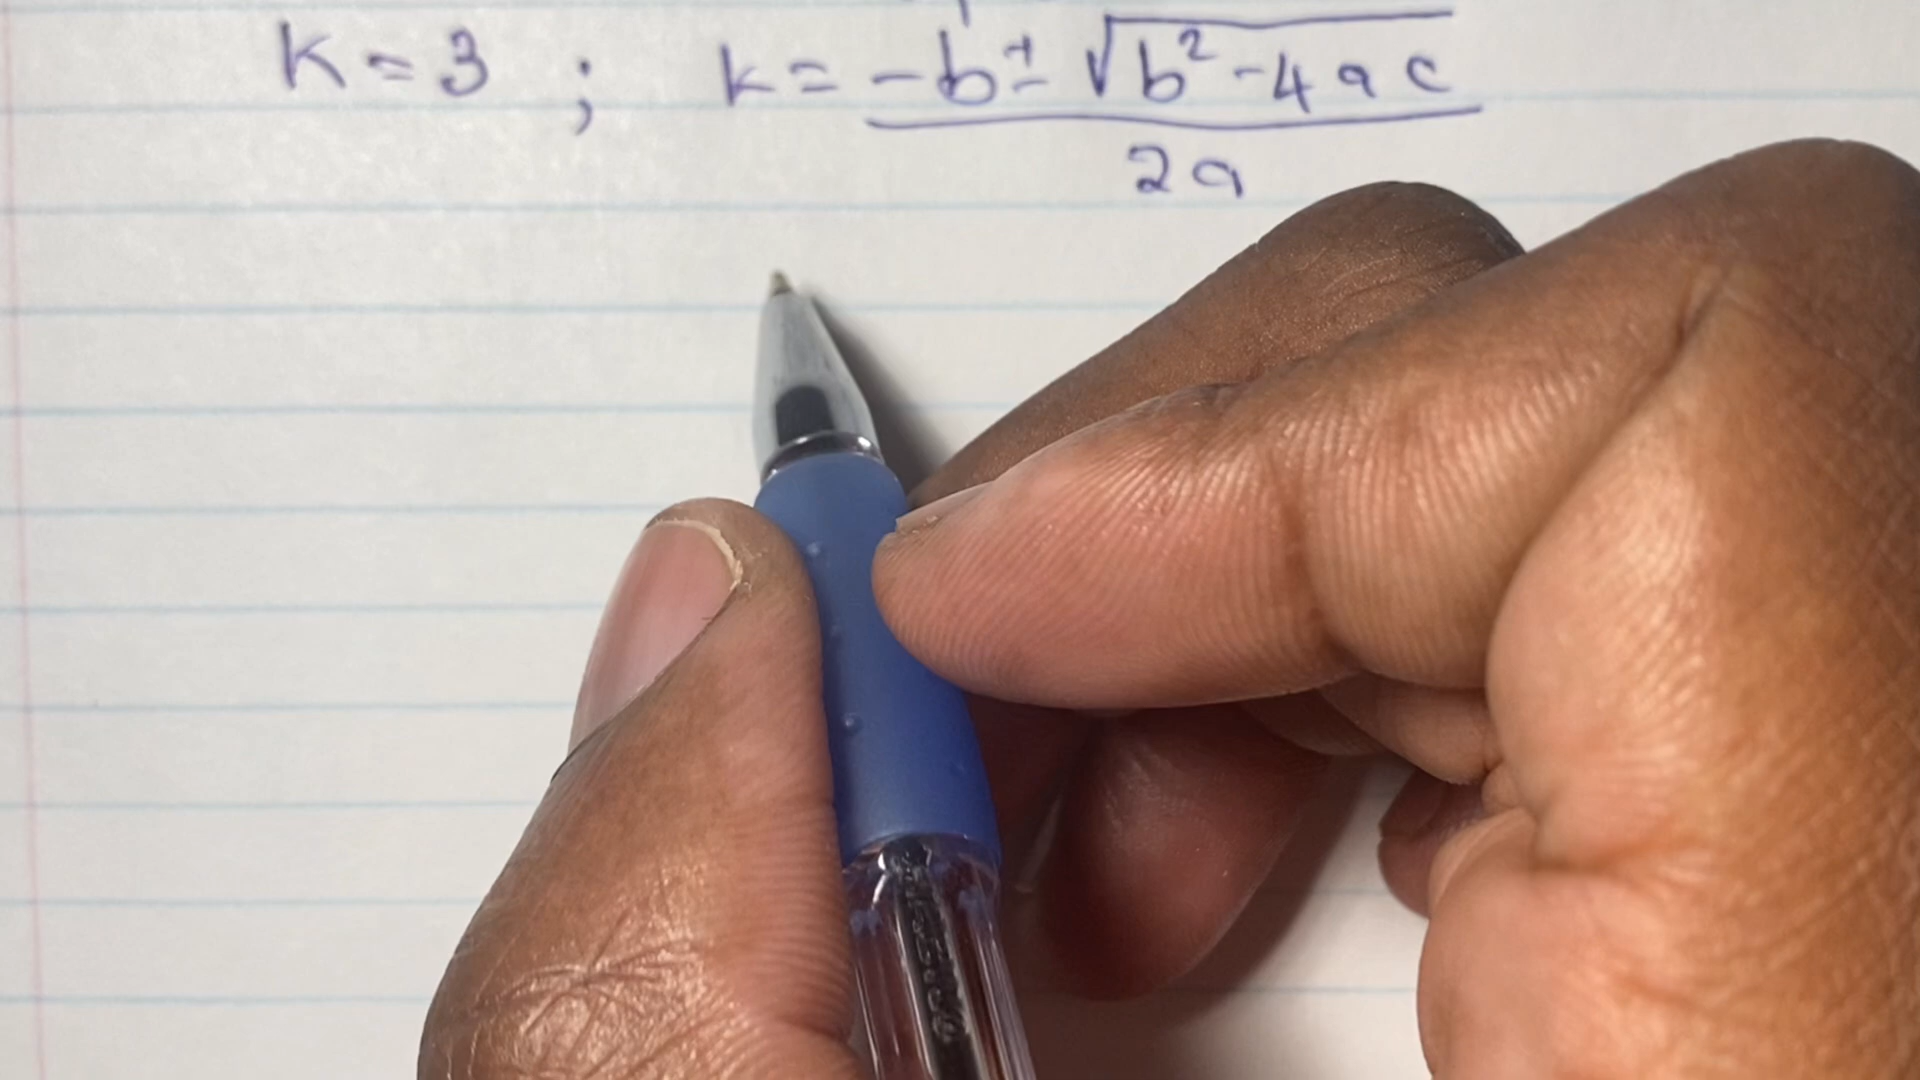 K = 3 ; k = -b ± √(b² - 4ac)
2a